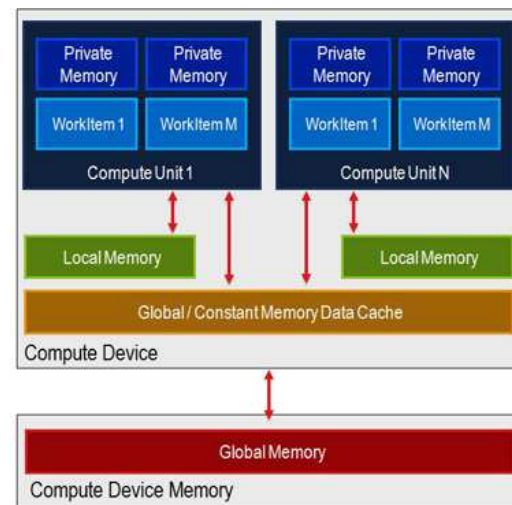 Private Memory
Private Memory
WorkItem 1
WorkItem M
Compute Unit 1
Private Memory
Private Memory
WorkItem 1
WorkItem M
Compute Unit N
Local Memory
Local Memory
Global / Constant Memory Data Cache
Compute Device
Global Memory
Compute Device Memory